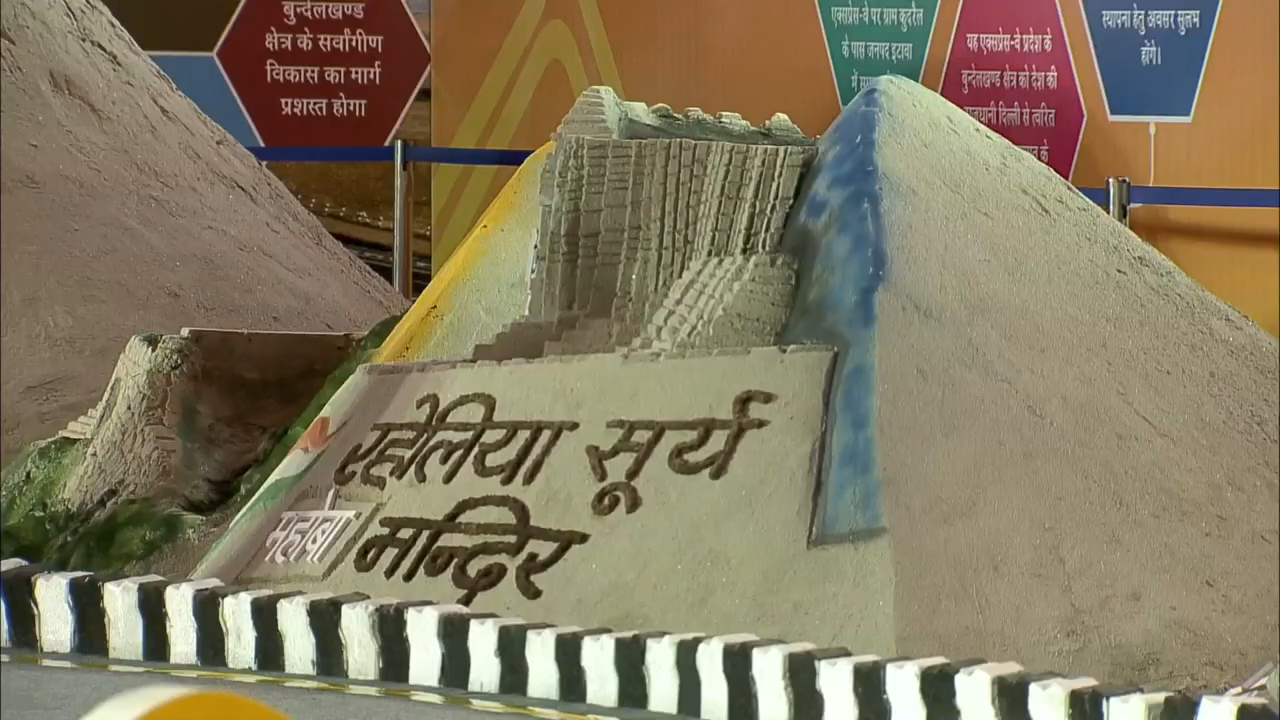 बुन्देलखण्ड
क्षेत्र के सर्वांगीण
विकास का मार्ग
प्रशस्त होगा
एक्सप्रेस-वे पर ग्राम कुदरैल
के पास जनपद इटावा
में
यह एक्सप्रेस-वे प्रदेश के
बुन्देलखण्ड क्षेत्र को देश की
राजधानी दिल्ली से त्वरित
के
स्थापना हेतु अवसर सुलभ
होंगे।
रहेलिया सूर्य
मन्दिर
महोबा